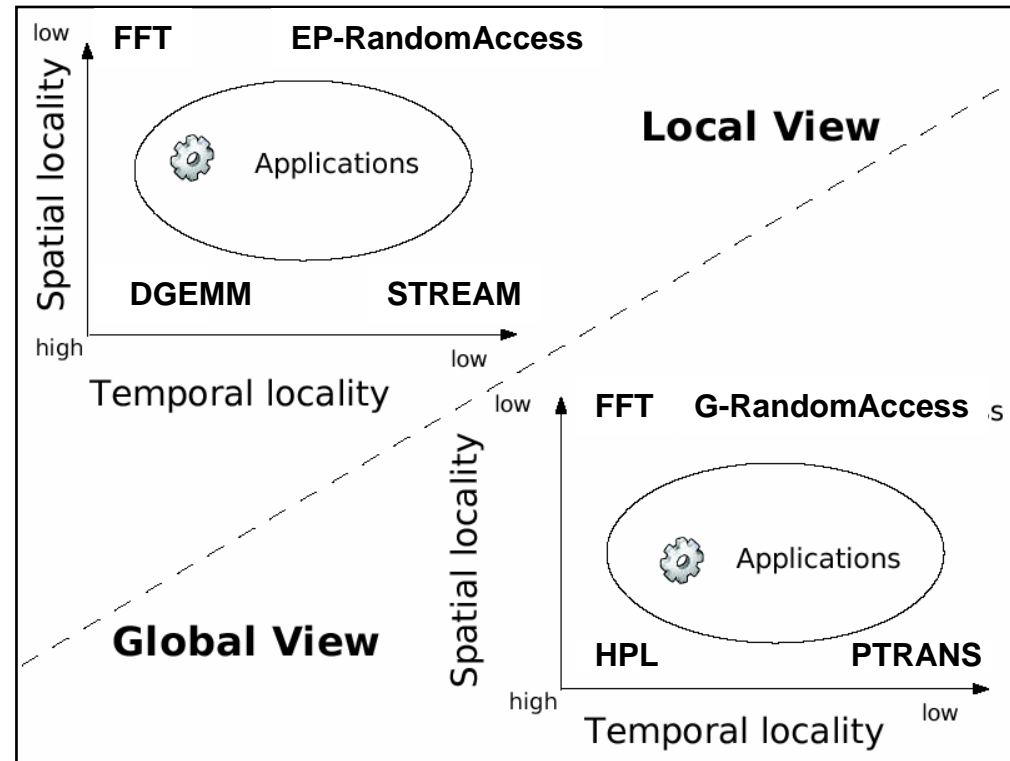 low
FFT EP-RandomAccess
Spatial locality
Applications
DGEMM STREAM
high
low
Temporal locality
Local View
low
FFT G-RandomAccess s
Spatial locality
Applications
Global View
HPL PTRANS
high
low
Temporal locality